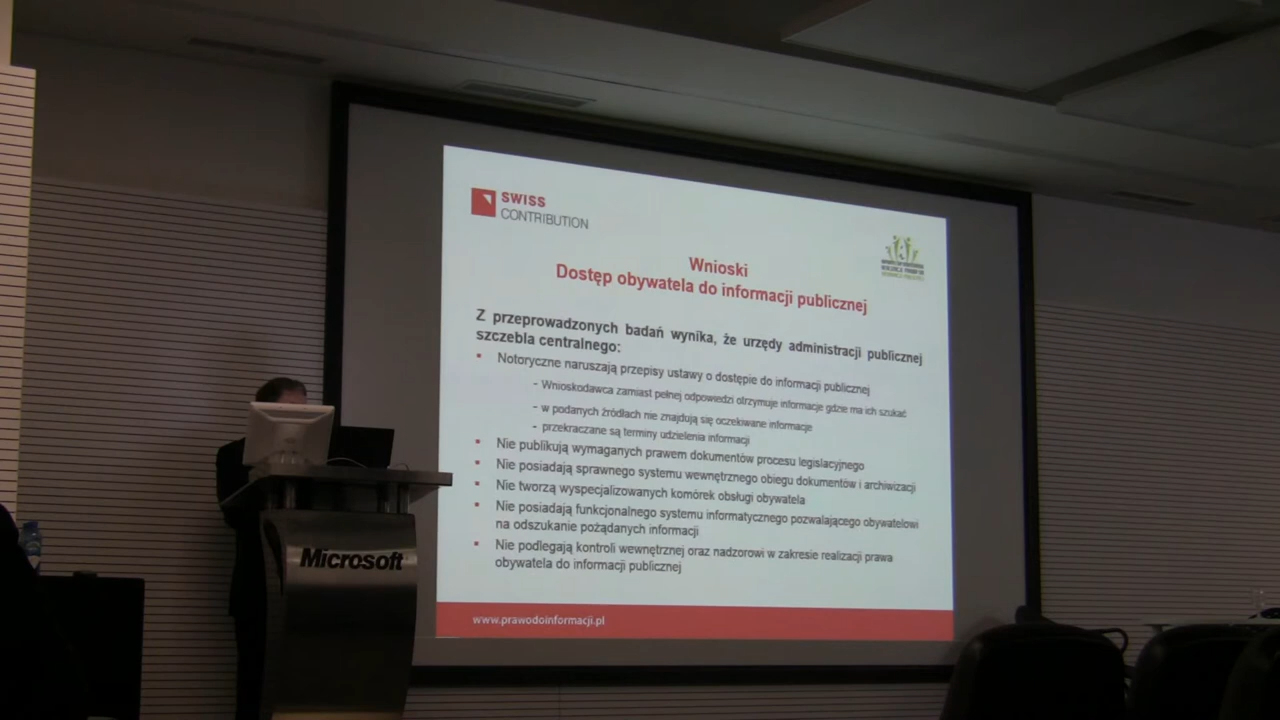 SWISS
CONTRIBUTION
Wnioski
Dostęp obywatela do informacji publicznej
Z przeprowadzonych badań wynika, że urzędy administracji publicznej
szczebla centralnego:
Notoryczne naruszają przepisy ustawy o dostępie do informacji publicznej
- Wnioskodawca zamiast pełnej odpowiedzi otrzymuje informacje gdzie ma ich szukać
- w podanych źródłach nie znajdują się oczekiwane informacje
- przekraczane są terminy udzielenia informacji
Nie publikują wymaganych prawem dokumentów procesu legislacyjnego
Nie posiadają sprawnego systemu wewnętrznego obiegu dokumentów i archiwizacji
Nie tworzą wyspecjalizowanych komórek obsługi obywatela
Nie posiadają funkcjonalnego systemu informatycznego pozwalającego obywatelowi
na odszukanie pożądanych informacji
Nie podlegają kontroli wewnętrznej oraz nadzorowi w zakresie realizacji prawa
obywatela do informacji publicznej
www.prawodoinformacji.pl
Microsoft